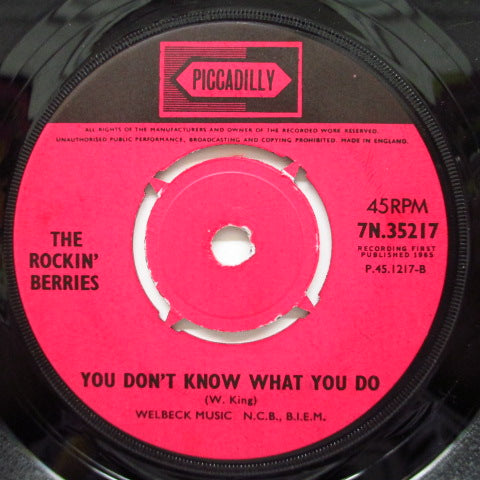 PICCADILLY
ALL RIGHTS OF THE MANUFACTURERS AND OWNER OF THE RECORDED WORK RESERVED.
UNAUTHORISED PUBLIC PERFORMANCE, BROADCASTING AND COPYING PROHIBITED. MADE IN ENGLAND.
THE
ROCKIN'
BERRIES
45RPM
7N.35217
RECORDING FIRST
PUBLISHED 1965
P.45.1217-B
YOU DON'T KNOW WHAT YOU DO
(W. King)
WELBECK MUSIC N.C.B., B.I.E.M.